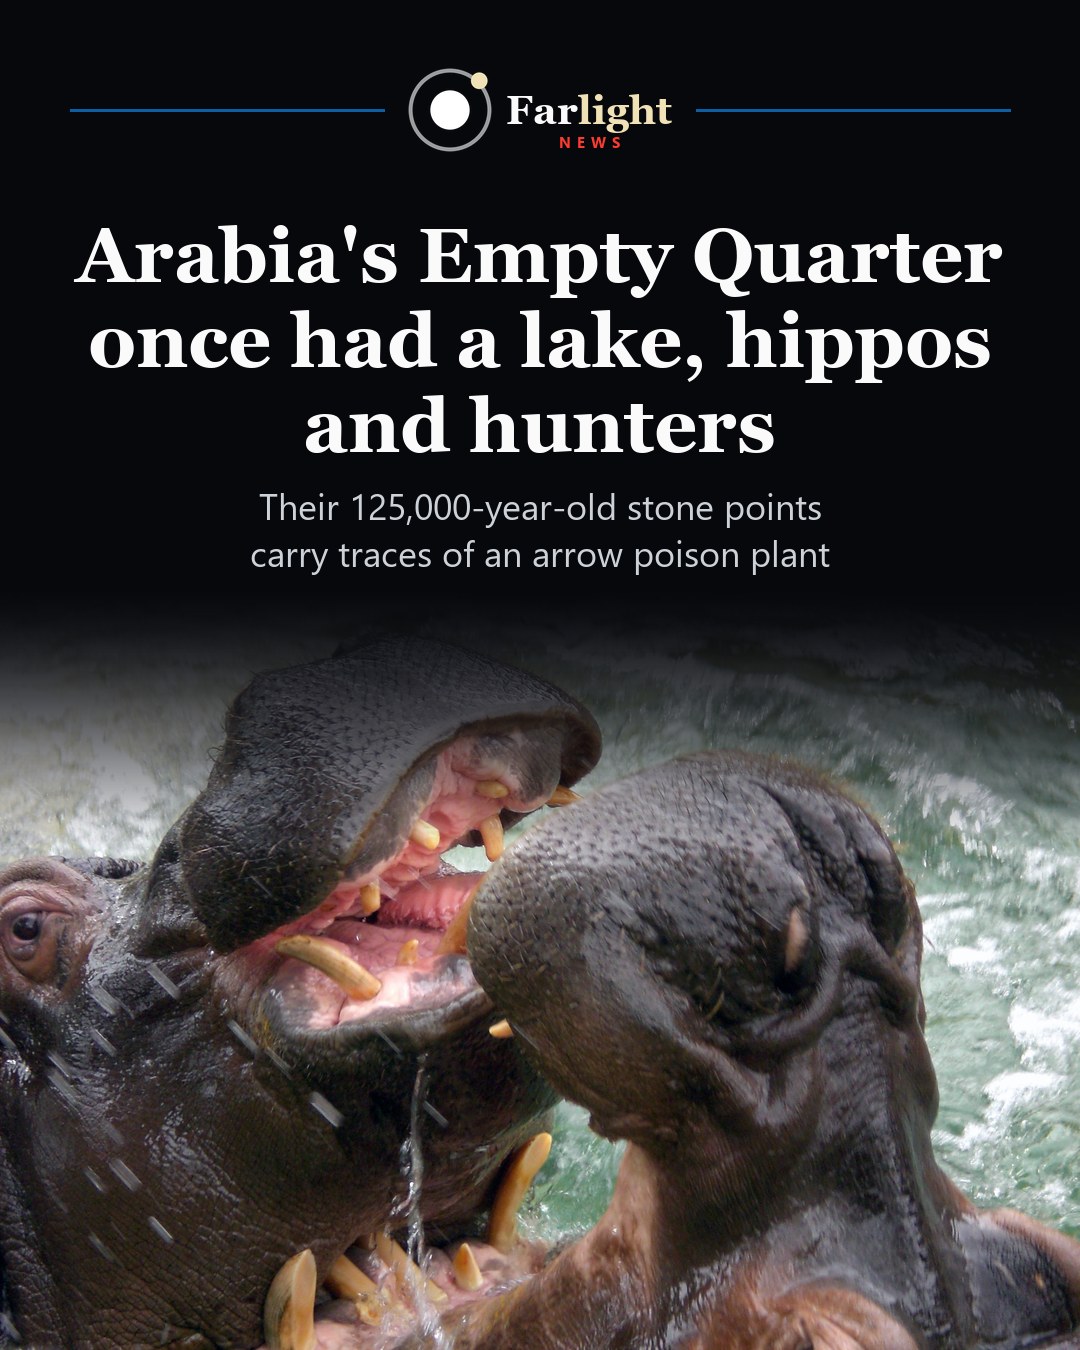 Farlight
NEWS
Arabia's Empty Quarter
once had a lake, hippos
and hunters
Their 125,000-year-old stone points
carry traces of an arrow poison plant